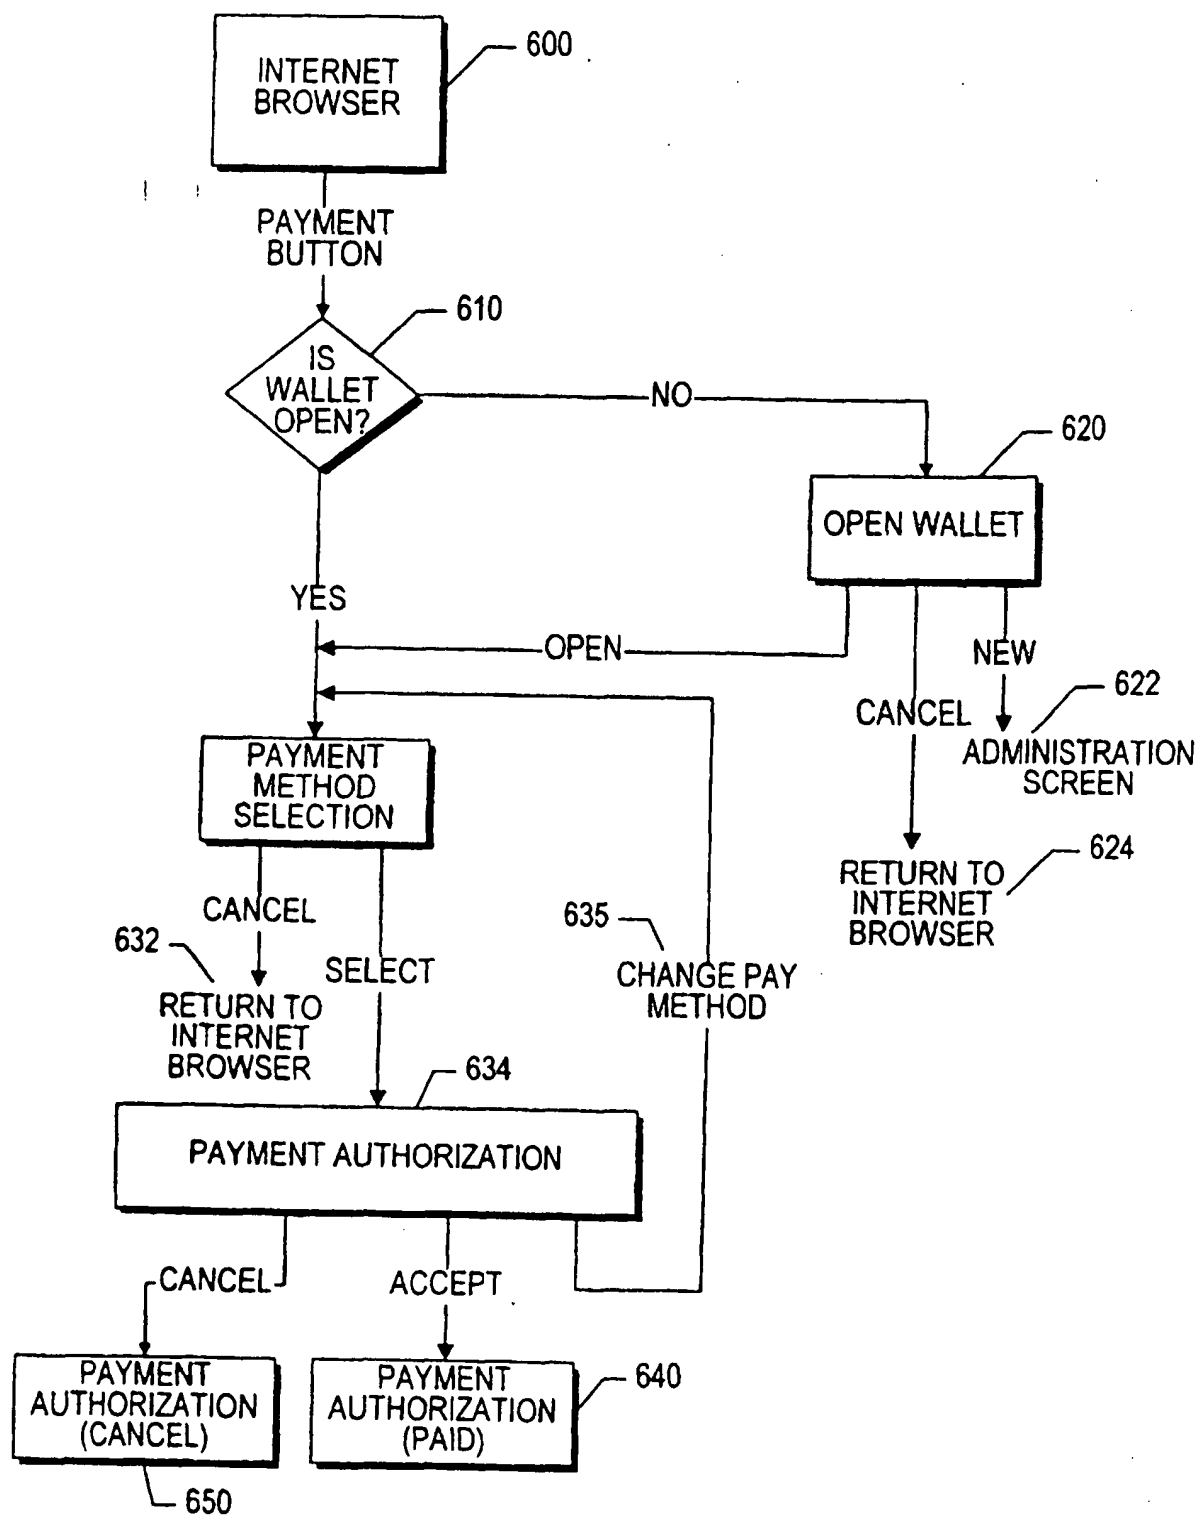 INTERNET
BROWSER
600
PAYMENT
BUTTON
610
IS
WALLET
OPEN?
NO
620
OPEN WALLET
YES
OPEN
NEW
622
CANCEL
ADMINISTRATION
SCREEN
PAYMENT
METHOD
SELECTION
624
RETURN TO
INTERNET
BROWSER
CANCEL
632
SELECT
635
CHANGE PAY
METHOD
RETURN TO
INTERNET
BROWSER
634
PAYMENT AUTHORIZATION
CANCEL
ACCEPT
PAYMENT
AUTHORIZATION
(CANCEL)
650
PAYMENT
AUTHORIZATION
(PAID)
640